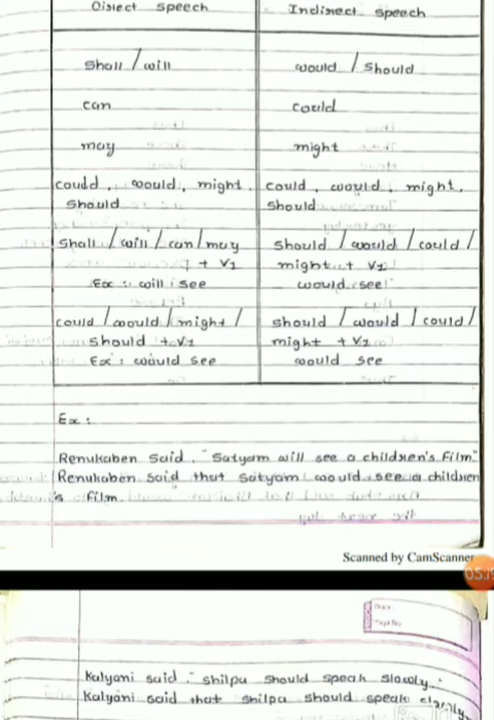 Direct speech Indirect speech
shall / will would / should
can could
may might
could, would, might, could, would, might,
should should
shall / will / can / may should / would / could /
+ V1 might + V1
Ex : will see would see
could / would / might / should / would / could /
should + V1 might + V1
Ex : would see would see
Ex :
Renukaben said, "Satyam will see a children's film."
Renukaben said that Satyam would see a children
's film.
Scanned by CamScanner
05:19
Kalyani said, "Shilpa should speak slowly."
Kalyani said that Shilpa should speak slowly.